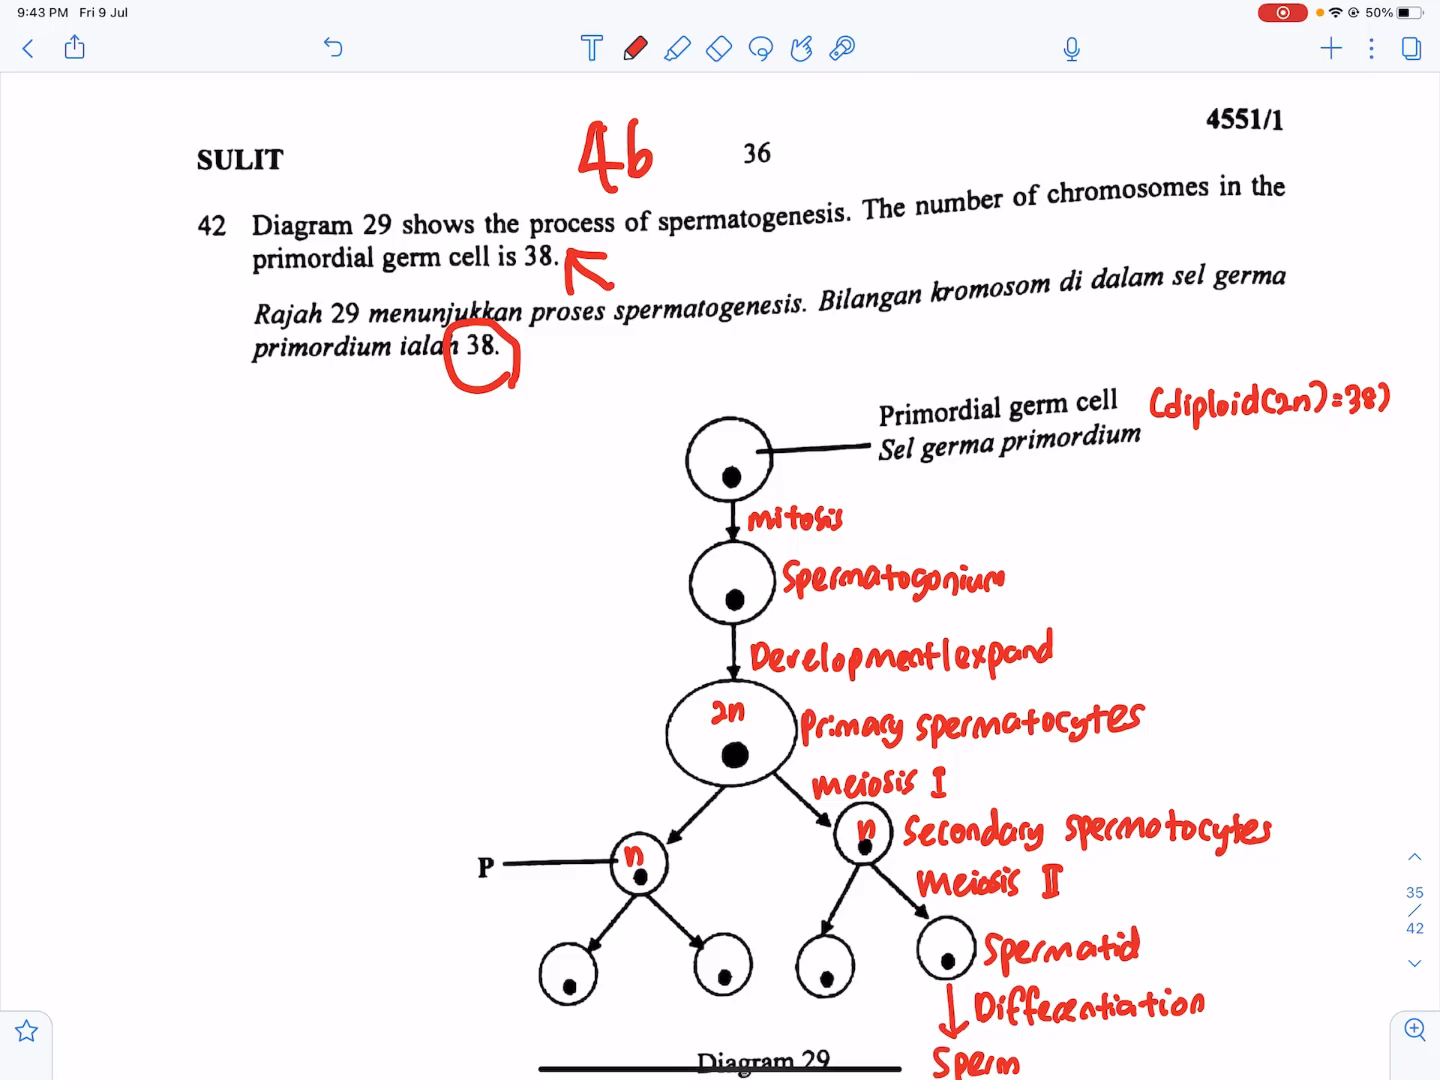 9:43 PM Fri 9 Jul
50%
4551/1
SULIT
46
36
42 Diagram 29 shows the process of spermatogenesis. The number of chromosomes in the
primordial germ cell is 38.
Rajah 29 menunjukkan proses spermatogenesis. Bilangan kromosom di dalam sel germa
primordium ialah 38.
Primordial germ cell (diploid(2n)=38)
Sel germa primordium
mitosis
Spermatogonium
Development/expand
2n
Primary spermatocytes
meiosis I
n
Secondary spermotocytes
P
n
Meiosis II
Spermatid
Differentiation
Sperm
Diagram 29
35
/
42